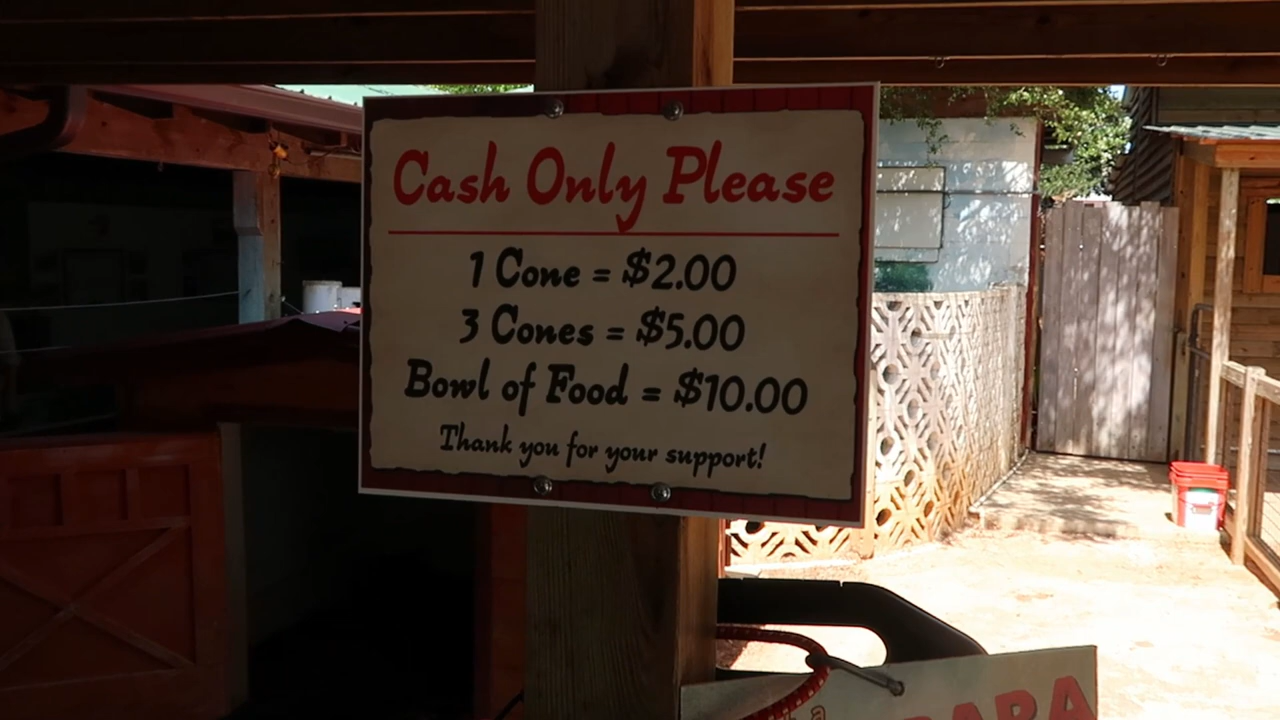 Cash Only Please
1 Cone = $2.00
3 Cones = $5.00
Bowl of Food = $10.00
Thank you for your support!
a